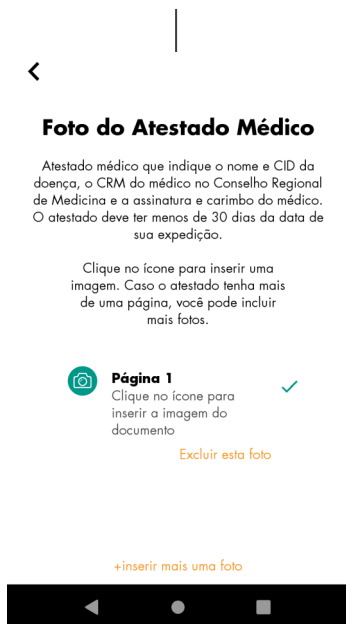 Foto do Atestado Médico
Atestado médico que indique o nome e CID da
doença, o CRM do médico no Conselho Regional
de Medicina e a assinatura e carimbo do médico.
O atestado deve ter menos de 30 dias da data de
sua expedição.
Clique no ícone para inserir uma
imagem. Caso o atestado tenha mais
de uma página, você pode incluir
mais fotos.
Página 1
Clique no ícone para
inserir a imagem do
documento
Excluir esta foto
+inserir mais uma foto